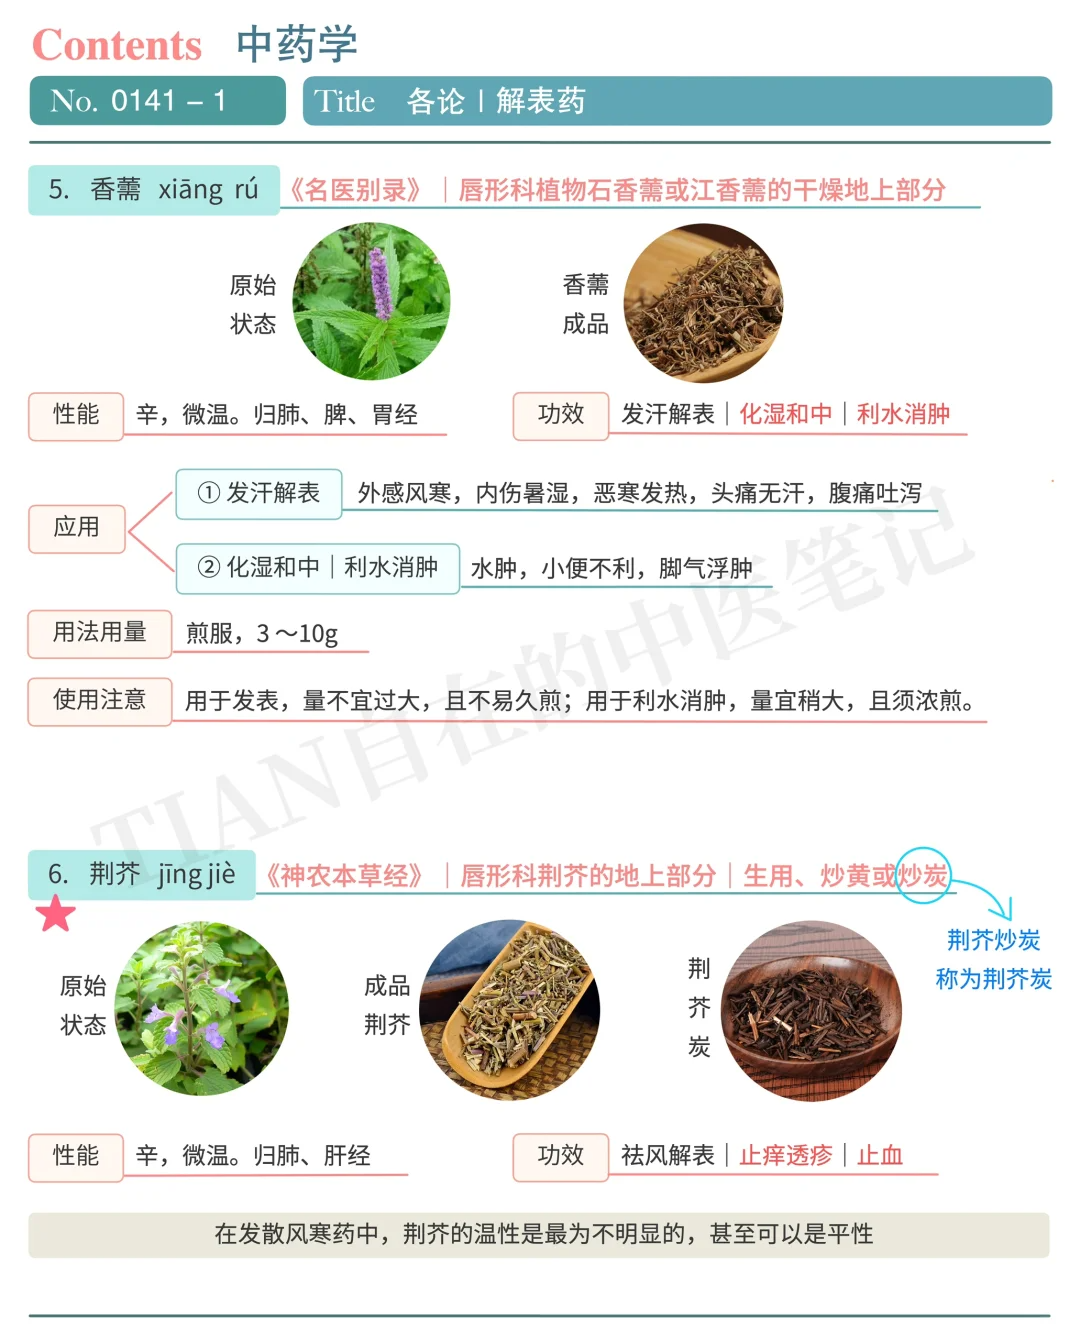 Contents 中药学
No. 0141 – 1
Title 各论 | 解表药
5. 香薷 xiāng rú
《名医别录》｜唇形科植物石香薷或江香薷的干燥地上部分
原始
状态
香薷
成品
性能 辛，微温。归肺、脾、胃经
功效 发汗解表｜化湿和中｜利水消肿
应用
① 发汗解表 外感风寒，内伤暑湿，恶寒发热，头痛无汗，腹痛吐泻
② 化湿和中｜利水消肿 水肿，小便不利，脚气浮肿
用法用量 煎服，3～10g
使用注意 用于发表，量不宜过大，且不易久煎；用于利水消肿，量宜稍大，且须浓煎。
TIAN自在的中医笔记
6. 荆芥 jīng jiè
《神农本草经》｜唇形科荆芥的地上部分｜生用、炒黄或炒炭
荆芥炒炭
称为荆芥炭
原始
状态
成品
荆芥
荆
芥
炭
性能 辛，微温。归肺、肝经
功效 祛风解表｜止痒透疹｜止血
在发散风寒药中，荆芥的温性是最为不明显的，甚至可以是平性